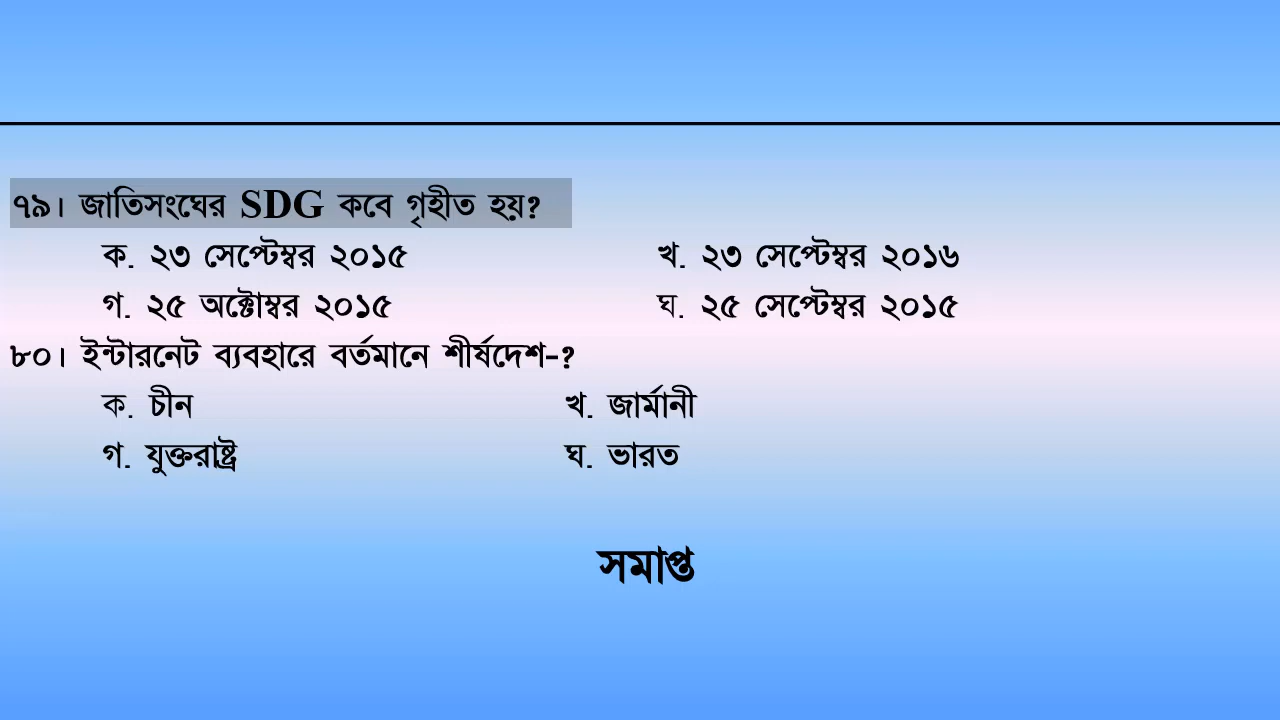 ৭৯। জাতিসংঘের SDG কবে গৃহীত হয়?
ক. ২৩ সেপ্টেম্বর ২০১৫ খ. ২৩ সেপ্টেম্বর ২০১৬
গ. ২৫ অক্টোম্বর ২০১৫ ঘ. ২৫ সেপ্টেম্বর ২০১৫
৮০। ইন্টারনেট ব্যবহারে বর্তমানে শীর্ষদেশ-?
ক. চীন খ. জার্মানী
গ. যুক্তরাষ্ট্র ঘ. ভারত
সমাপ্ত